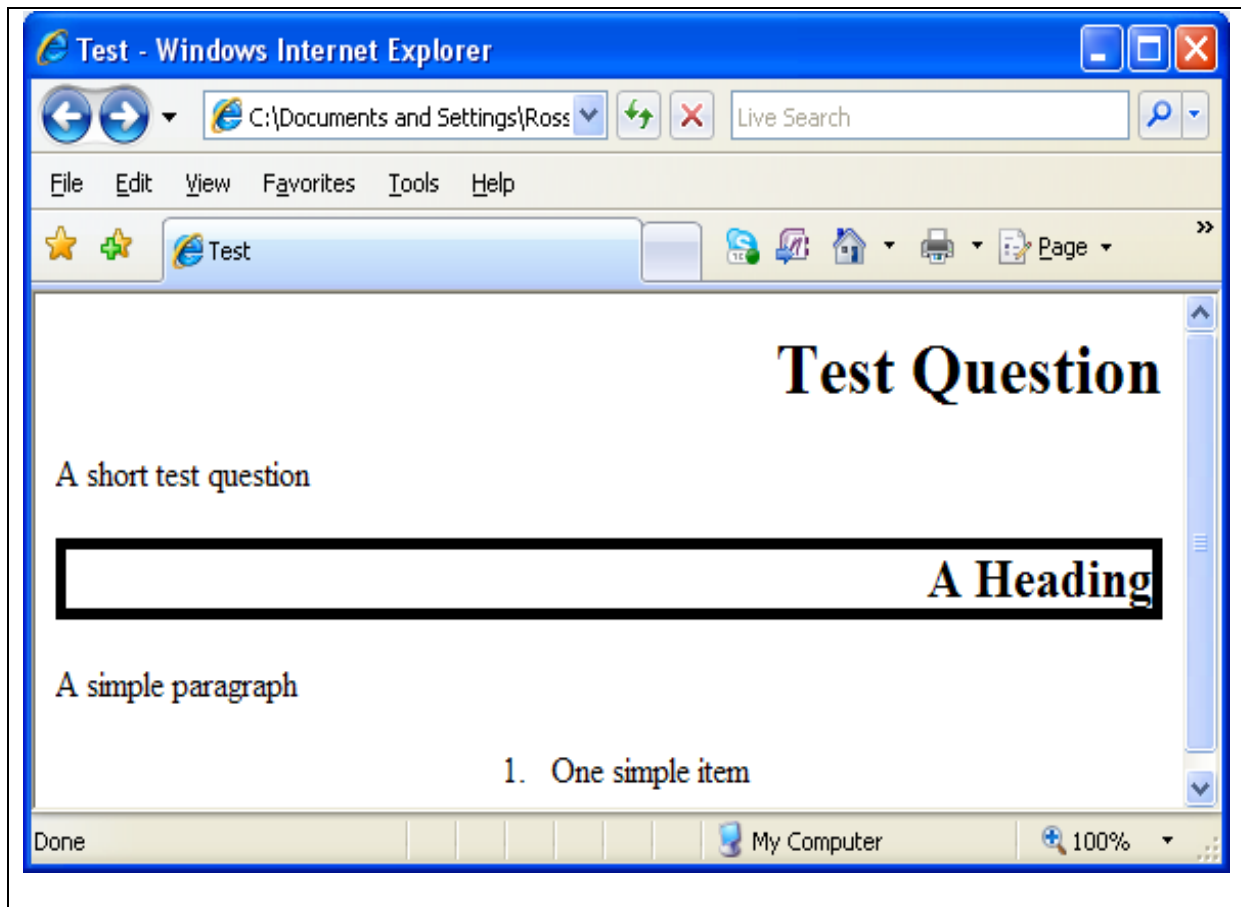 Test - Windows Internet Explorer
C:\Documents and Settings\Ross
Live Search
File Edit View Favorites Tools Help
Test
Page
»
Test Question
A short test question
A Heading
A simple paragraph
1. One simple item
Done
My Computer
100%